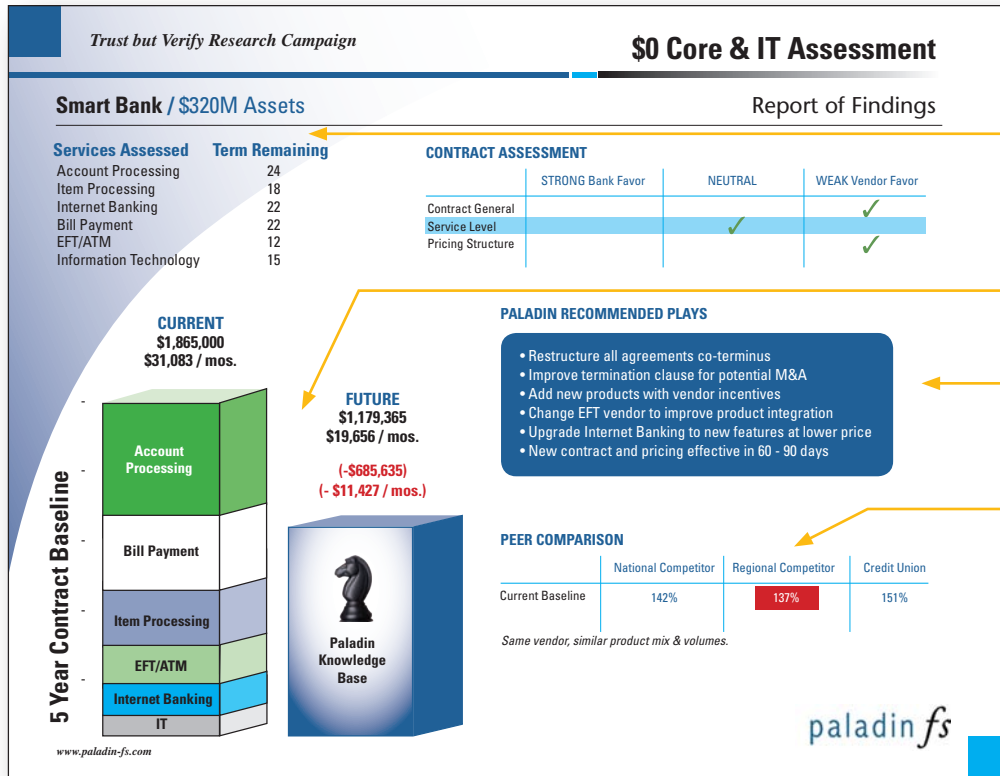 Trust but Verify Research Campaign
$0 Core & IT Assessment
Smart Bank / $320M Assets
Report of Findings
Services Assessed Term Remaining
Account Processing 24
Item Processing 18
Internet Banking 22
Bill Payment 22
EFT/ATM 12
Information Technology 15
CONTRACT ASSESSMENT
STRONG Bank Favor NEUTRAL WEAK Vendor Favor
Contract General ✓
Service Level ✓
Pricing Structure ✓
CURRENT
$1,865,000
$31,083 / mos.
FUTURE
$1,179,365
$19,656 / mos.
(-$685,635)
(- $11,427 / mos.)
5 Year Contract Baseline
Account
Processing
Bill Payment
Item Processing
EFT/ATM
Internet Banking
IT
Paladin
Knowledge
Base
PALADIN RECOMMENDED PLAYS
• Restructure all agreements co-terminus
• Improve termination clause for potential M&A
• Add new products with vendor incentives
• Change EFT vendor to improve product integration
• Upgrade Internet Banking to new features at lower price
• New contract and pricing effective in 60 - 90 days
PEER COMPARISON
National Competitor Regional Competitor Credit Union
Current Baseline 142% 137% 151%
Same vendor, similar product mix & volumes.
www.paladin-fs.com
paladin fs